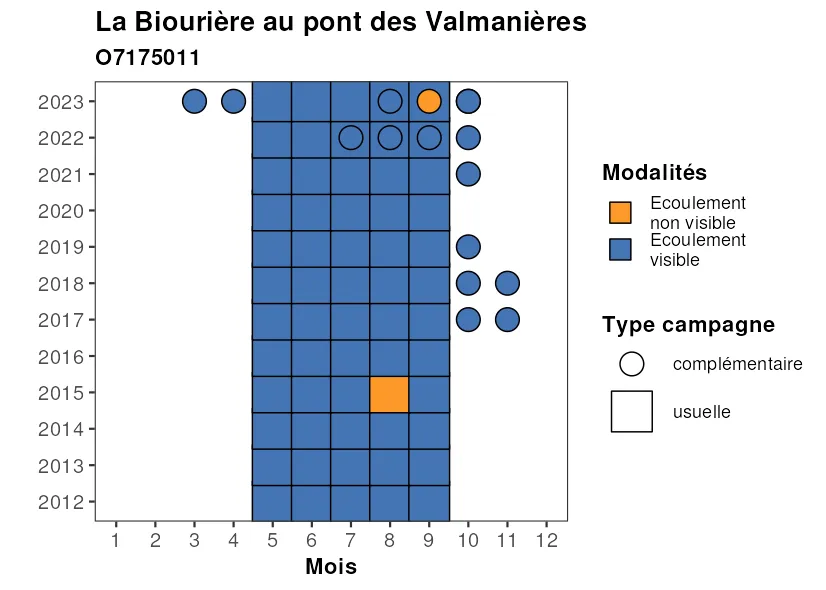 La Biourière au pont des Valmanières
O7175011
2023
2022
2021
2020
2019
2018
2017
2016
2015
2014
2013
2012
1 2 3 4 5 6 7 8 9 10 11 12
Mois
Modalités
Ecoulement
non visible
Ecoulement
visible
Type campagne
complémentaire
usuelle